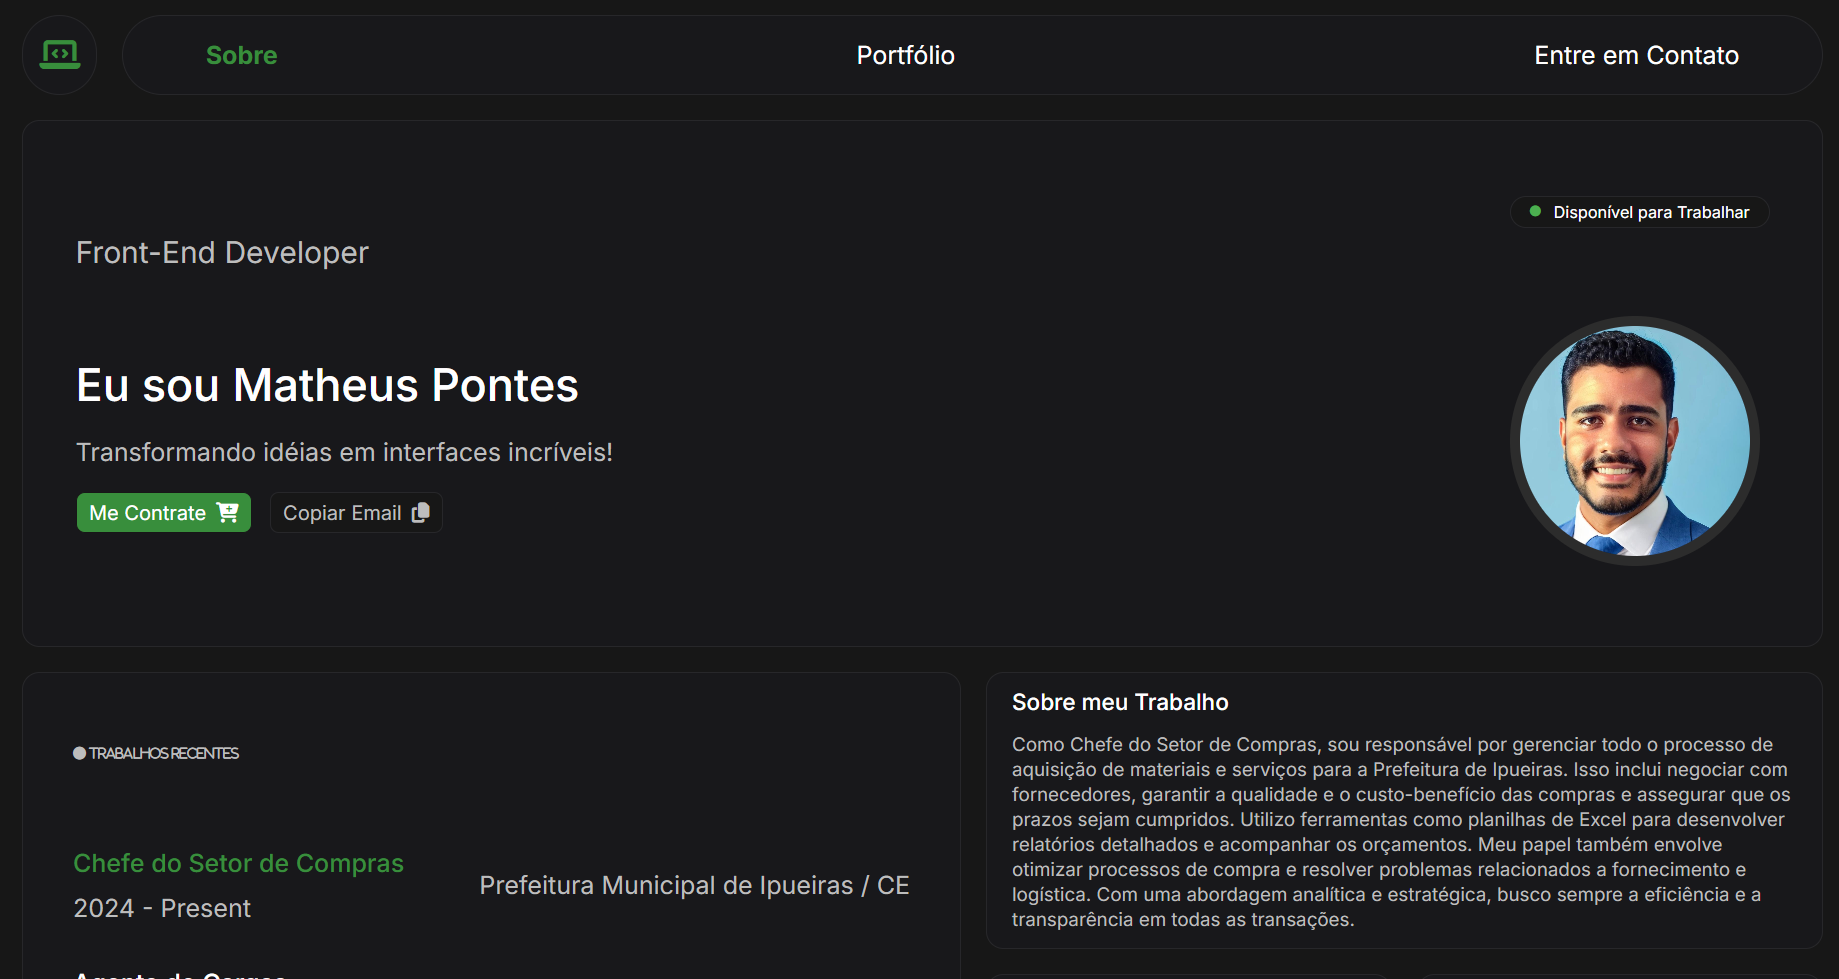 Sobre
Portfólio
Entre em Contato
Disponível para Trabalhar
Front-End Developer
Eu sou Matheus Pontes
Transformando idéias em interfaces incríveis!
Me Contrate
Copiar Email
TRABALHOS RECENTES
Chefe do Setor de Compras
2024 - Present
Prefeitura Municipal de Ipueiras / CE
Sobre meu Trabalho
Como Chefe do Setor de Compras, sou responsável por gerenciar todo o processo de
aquisição de materiais e serviços para a Prefeitura de Ipueiras. Isso inclui negociar com
fornecedores, garantir a qualidade e o custo-benefício das compras e assegurar que os
prazos sejam cumpridos. Utilizo ferramentas como planilhas de Excel para desenvolver
relatórios detalhados e acompanhar os orçamentos. Meu papel também envolve
otimizar processos de compra e resolver problemas relacionados a fornecimento e
logística. Com uma abordagem analítica e estratégica, busco sempre a eficiência e a
transparência em todas as transações.